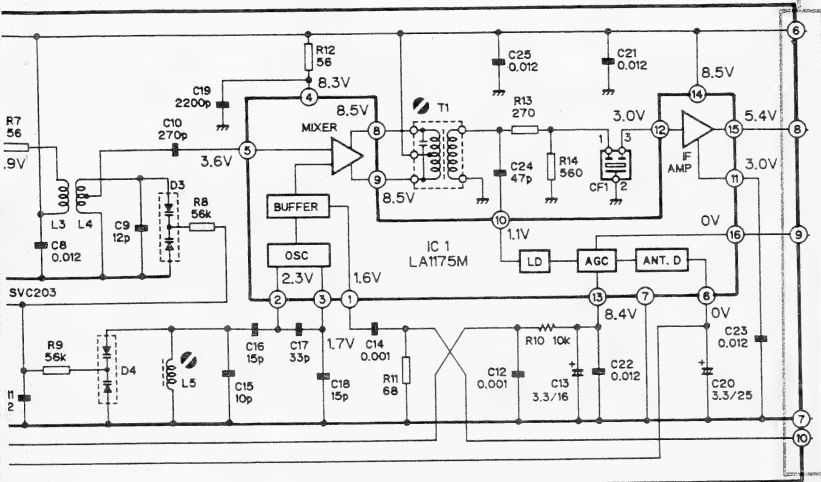 6
R12
56
C25
0.012
C21
0.012
C19
2200p
8.3V
4
8.5V
14
R7
56
C10
270p
8.5V
T1
R13
270
MIXER
8
3.0V
1
3
12
15
5.4V
8
.9V
3.6V
5
IF
AMP
3.0V
C24
47p
R14
560
CF1
2
11
9
8.5V
D3
R8
56k
L3
L4
C9
12p
BUFFER
10
0V
C8
0.012
1.1V
16
9
IC 1
LA1175M
OSC
LD
AGC
ANT. D
2.3V
1.6V
SVC203
2
3
1
13
8.4V
7
6
0V
R9
56k
C16
15p
C17
33p
1.7V
C14
0.001
R10
10k
C23
0.012
D4
L5
C15
10p
C18
15p
R11
68
C12
0.001
C13
3.3/16
C22
0.012
C20
3.3/25
+
+
11
2
7
10